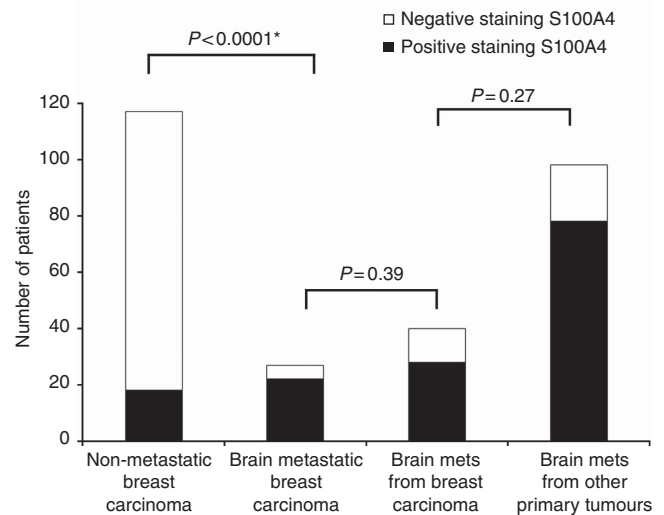 Negative staining S100A4
Positive staining S100A4
P<0.0001*
P=0.27
P=0.39
Number of patients
120
100
80
60
40
20
0
Non-metastatic
breast
carcinoma
Brain metastatic
breast
carcinoma
Brain mets
from breast
carcinoma
Brain mets
from other
primary tumours